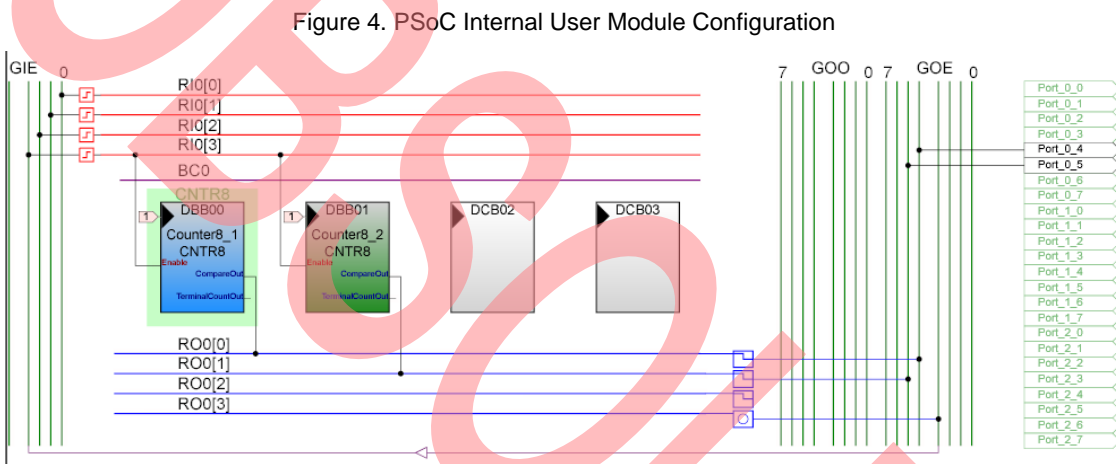 Figure 4. PSoC Internal User Module Configuration
GIE 0
7 GOO 0 7 GOE 0
RI0[0]
RI0[1]
RI0[2]
RI0[3]
BC0
CNTR8
DBB00
1
Counter8_1
CNTR8
Enable
CompareOut
TerminalCountOut
DBB01
1
Counter8_2
CNTR8
Enable
CompareOut
TerminalCountOut
DCB02
DCB03
RO0[0]
RO0[1]
RO0[2]
RO0[3]
Port_0_0
Port_0_1
Port_0_2
Port_0_3
Port_0_4
Port_0_5
Port_0_6
Port_0_7
Port_1_0
Port_1_1
Port_1_2
Port_1_3
Port_1_4
Port_1_5
Port_1_6
Port_1_7
Port_2_0
Port_2_1
Port_2_2
Port_2_3
Port_2_4
Port_2_5
Port_2_6
Port_2_7